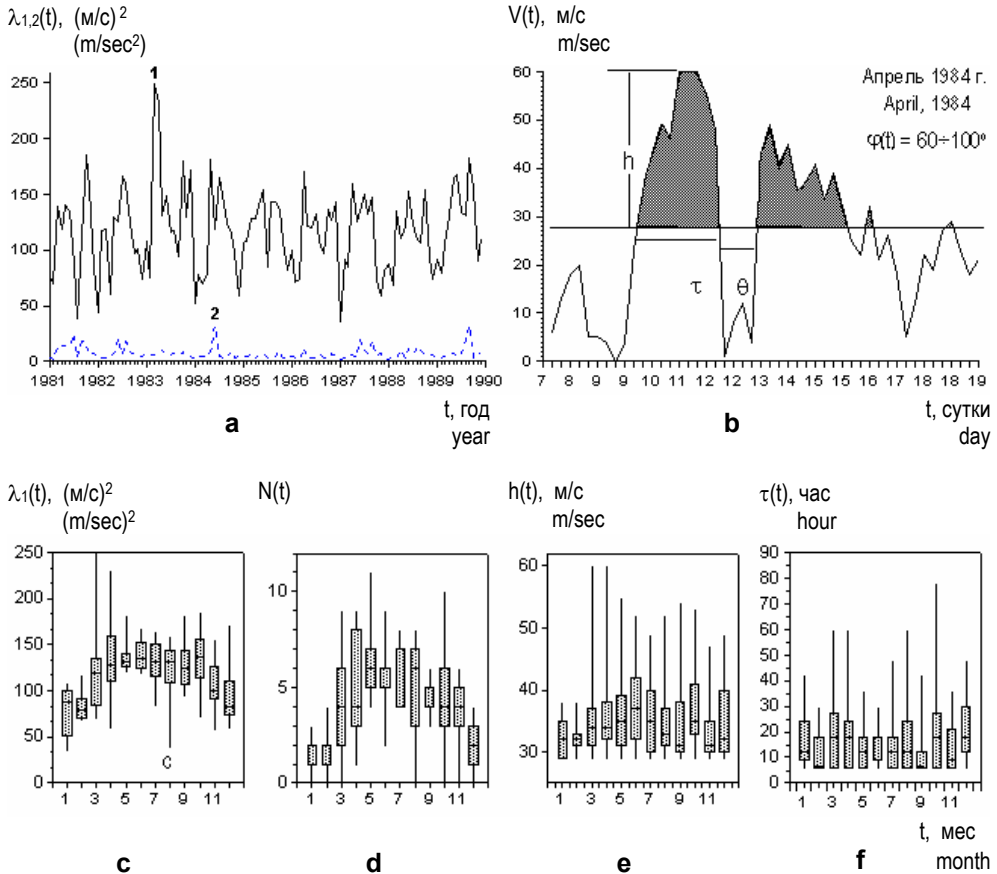 λ1,2(t), (м/с) 2
(m/sec2)
250
200
150
100
50
0
1
2
1981 1982 1983 1984 1985 1986 1987 1988 1989 1990
t, год
year
a
V(t), м/с
m/sec
60
50
40
30
20
10
0
h
τ
θ
Апрель 1984 г.
April, 1984
φ(t) = 60÷100º
7 8 9 9 10 11 12 13 14 15 16 17 18 18 19
t, сутки
day
b
λ1(t), (м/с)2
(m/sec)2
250
200
150
100
50
0
C
1 3 5 7 9 11
c
N(t)
10
5
0
1 3 5 7 9 11
d
h(t), м/с
m/sec
60
50
40
30
1 3 5 7 9 11
e
τ(t), час
hour
90
80
70
60
50
40
30
20
10
0
1 3 5 7 9 11
t, мес
month
f